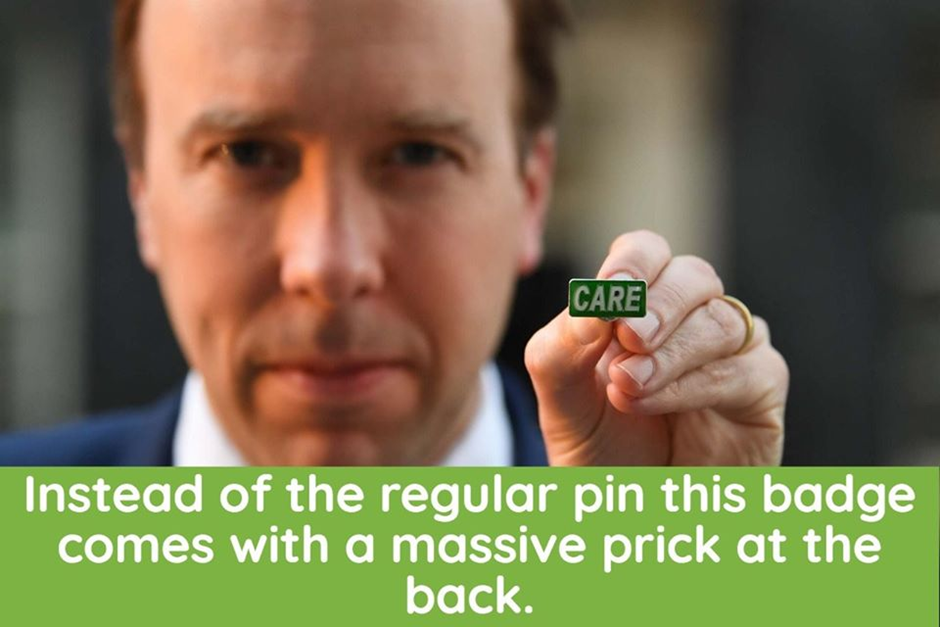 CARE
Instead of the regular pin this badge
comes with a massive prick at the
back.